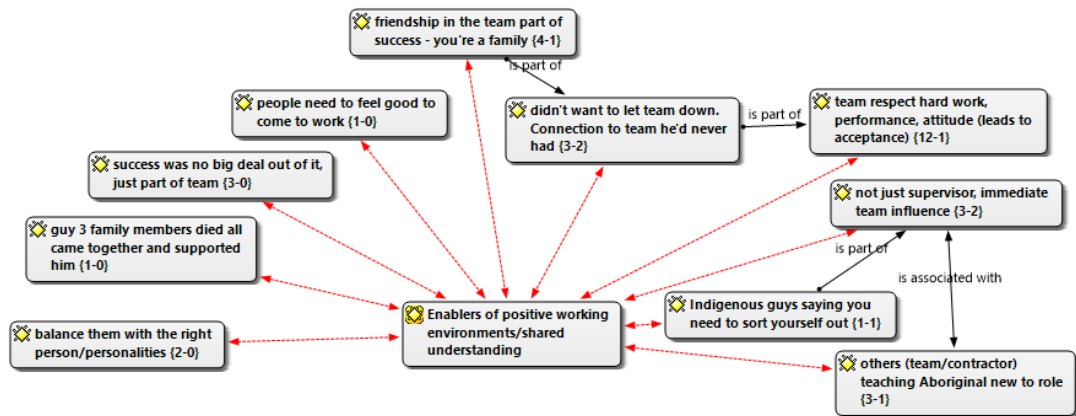 friendship in the team part of
success - you're a family {4-1}
is part of
people need to feel good to
come to work {1-0}
didn't want to let team down.
Connection to team he'd never
had {3-2}
is part of
team respect hard work,
performance, attitude (leads to
acceptance) {12-1}
success was no big deal out of it,
just part of team {3-0}
not just supervisor, immediate
team influence {3-2}
guy 3 family members died all
came together and supported
him {1-0}
is part of
is associated with
Enablers of positive working
environments/shared
understanding
Indigenous guys saying you
need to sort yourself out {1-1}
balance them with the right
person/personalities {2-0}
others (team/contractor)
teaching Aboriginal new to role
{3-1}